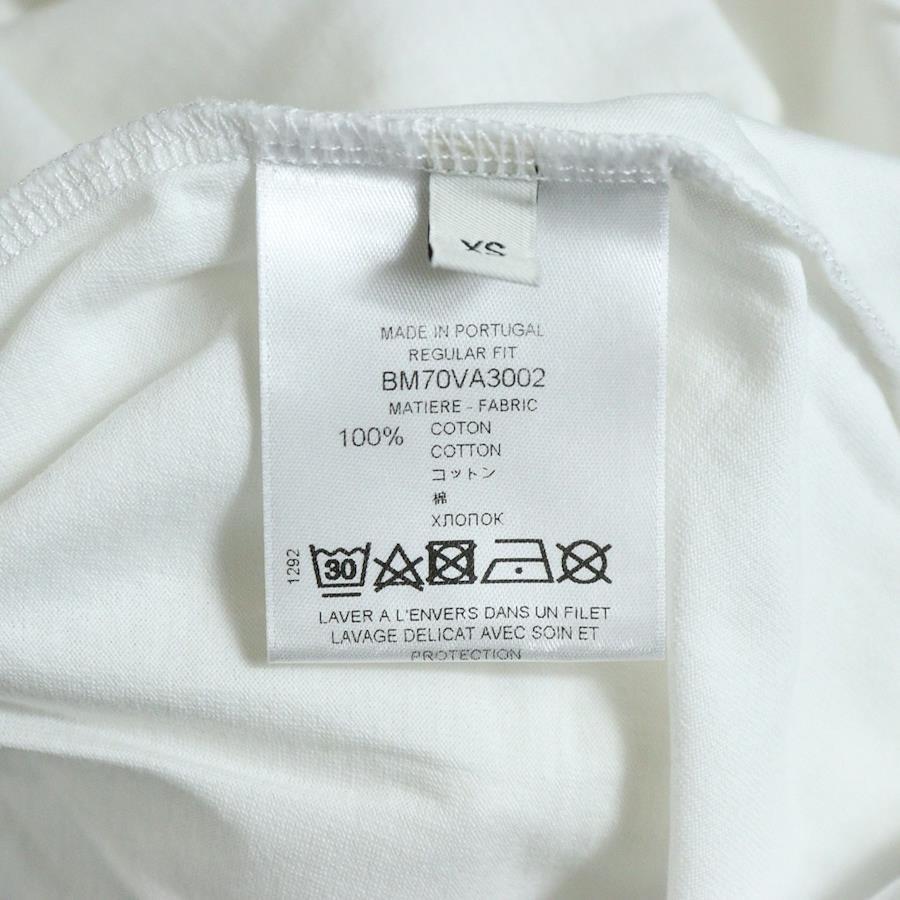 XS
MADE IN PORTUGAL
REGULAR FIT
BM70VA3002
MATIERE - FABRIC
100% COTON
COTTON
コットン
棉
ХЛОПОК
1292
30
LAVER A L'ENVERS DANS UN FILET
LAVAGE DELICAT AVEC SOIN ET
PROTECTION